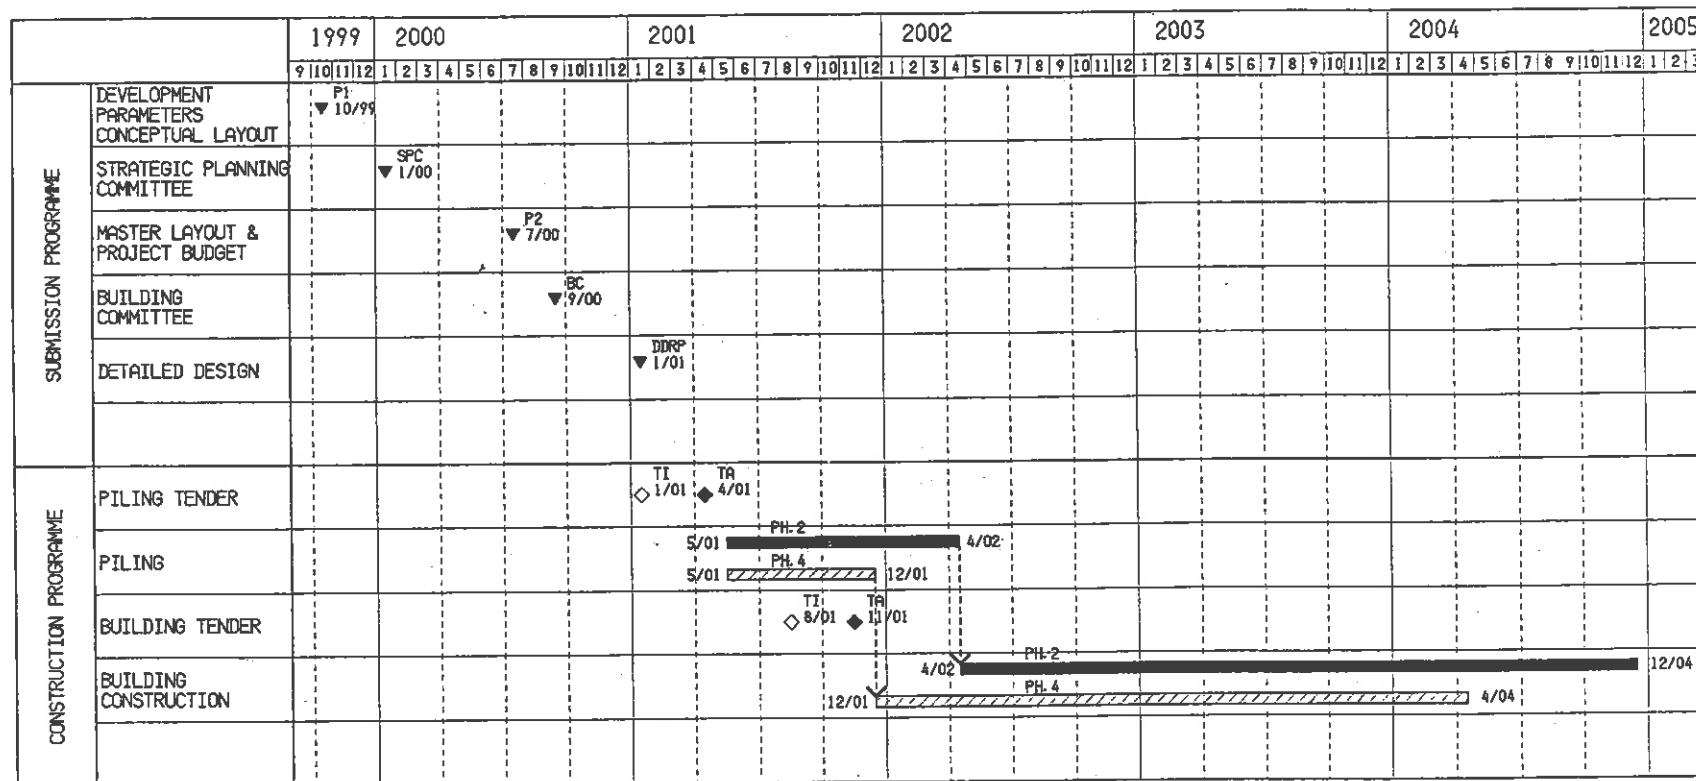 1999 2000 2001 2002 2003 2004 2005
9 10 11 12 1 2 3 4 5 6 7 8 9 10 11 12 1 2 3 4 5 6 7 8 9 10 11 12 1 2 3 4 5 6 7 8 9 10 11 12 1 2 3 4 5 6 7 8 9 10 11 12 1 2 3 4 5 6 7 8 9 10 11 12 1 2 3
SUBMISSION PROGRAMME
DEVELOPMENT
PARAMETERS
CONCEPTUAL LAYOUT
P1
10/99
STRATEGIC PLANNING
COMMITTEE
SPC
1/00
MASTER LAYOUT &
PROJECT BUDGET
P2
7/00
BUILDING
COMMITTEE
BC
9/00
DETAILED DESIGN
DDRP
1/01
CONSTRUCTION PROGRAMME
PILING TENDER
TI
1/01
TA
4/01
PILING
PH.2
5/01 4/02
PH.4
5/01 12/01
BUILDING TENDER
TI
8/01
TA
11/01
BUILDING
CONSTRUCTION
PH.2
4/02 12/04
PH.4
12/01 4/04